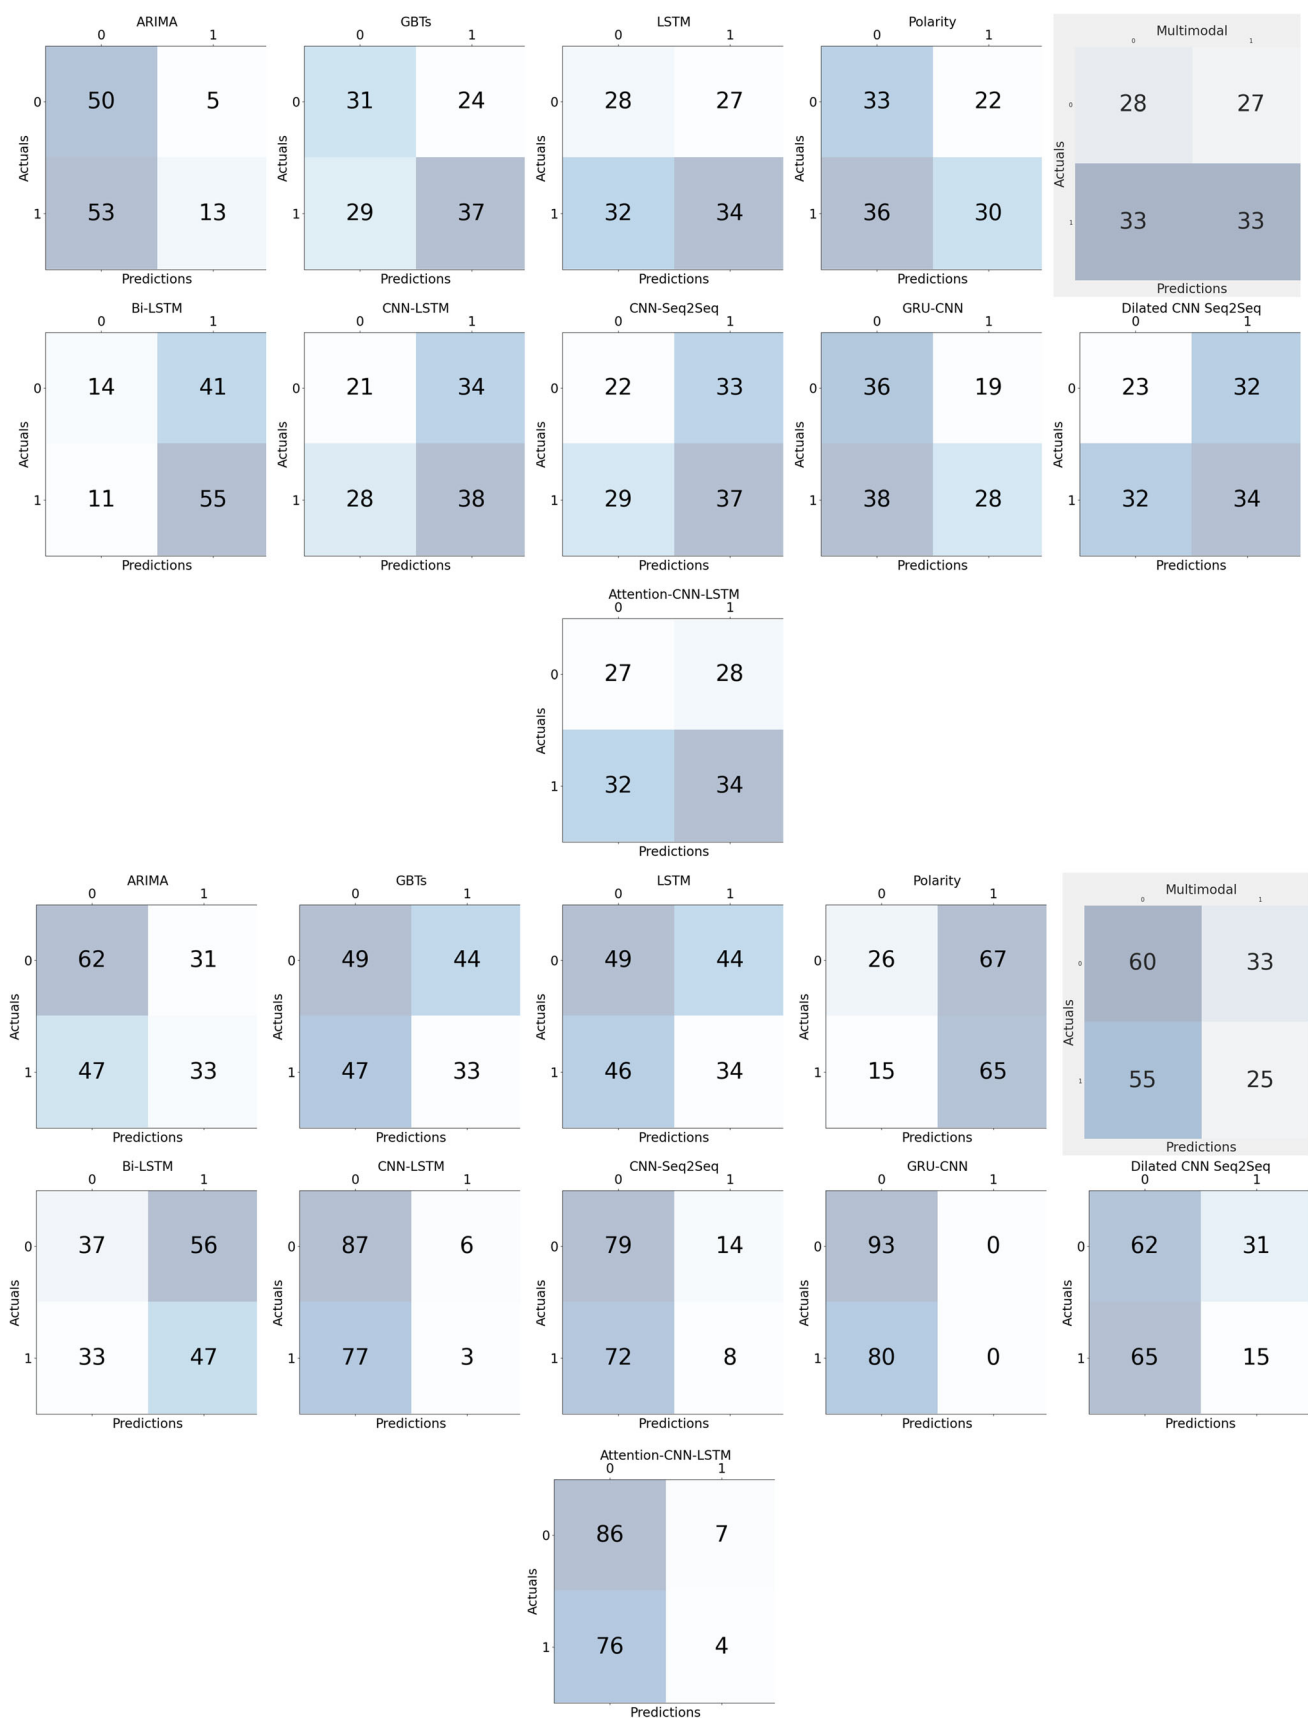 ARIMA GBTs LSTM Polarity Multimodal
0 1 0 1 0 1 0 1 0 1
0 50 5 0 31 24 0 28 27 0 33 22 0 28 27
Actuals Actuals Actuals Actuals Actuals
1 53 13 1 29 37 1 32 34 1 36 30 1 33 33
Predictions Predictions Predictions Predictions Predictions
Bi-LSTM CNN-LSTM CNN-Seq2Seq GRU-CNN Dilated CNN Seq2Seq
0 1 0 1 0 1 0 1 0 1
0 14 41 0 21 34 0 22 33 0 36 19 0 23 32
Actuals Actuals Actuals Actuals Actuals
1 11 55 1 28 38 1 29 37 1 38 28 1 32 34
Predictions Predictions Predictions Predictions Predictions
Attention-CNN-LSTM
0 1
0 27 28
Actuals
1 32 34
Predictions
ARIMA GBTs LSTM Polarity Multimodal
0 1 0 1 0 1 0 1 0 1
0 62 31 0 49 44 0 49 44 0 26 67 0 60 33
Actuals Actuals Actuals Actuals Actuals
1 47 33 1 47 33 1 46 34 1 15 65 1 55 25
Predictions Predictions Predictions Predictions Predictions
Bi-LSTM CNN-LSTM CNN-Seq2Seq GRU-CNN Dilated CNN Seq2Seq
0 1 0 1 0 1 0 1 0 1
0 37 56 0 87 6 0 79 14 0 93 0 0 62 31
Actuals Actuals Actuals Actuals Actuals
1 33 47 1 77 3 1 72 8 1 80 0 1 65 15
Predictions Predictions Predictions Predictions Predictions
Attention-CNN-LSTM
0 1
0 86 7
Actuals
1 76 4
Predictions